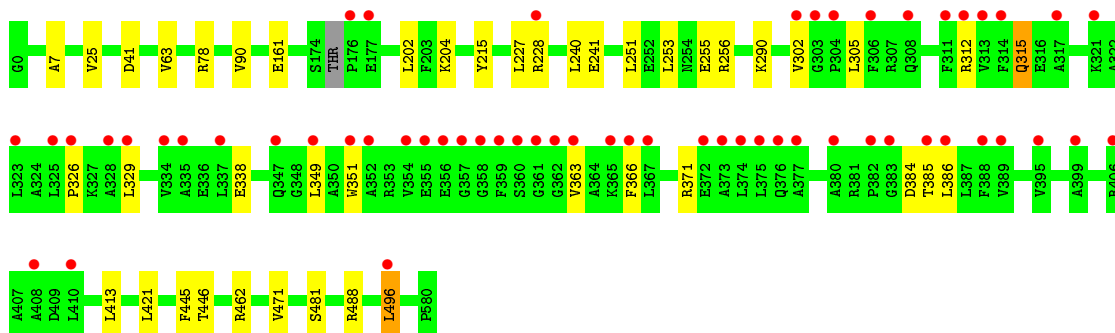 G0 A7 V25 D41 V63 R78 V90 E161 S174 THR P176 E177 L202 F203 K204 Y215 L227 R228 L240 E241 L251 E252 L253 N254 E255 R256 K290 V302 G303 P304 L305 F306 R307 Q308 F311 R312 V313 F314 Q315 E316 A317 K321 A322
L323 A324 L325 P326 K327 A328 L329 V334 A335 E336 L337 E338 Q347 G348 L349 A350 W351 A352 R353 V354 E355 E356 G357 G358 F359 S360 G361 G362 V363 A364 K365 F366 L367 R371 E372 A373 L374 L375 Q376 A377 A380 R381 P382 G383 D384 T385 L386 L387 F388 V389 V395 A399 R406
A407 A408 D409 L410 L413 L421 F445 T446 R462 V471 S481 R488 L496 P580